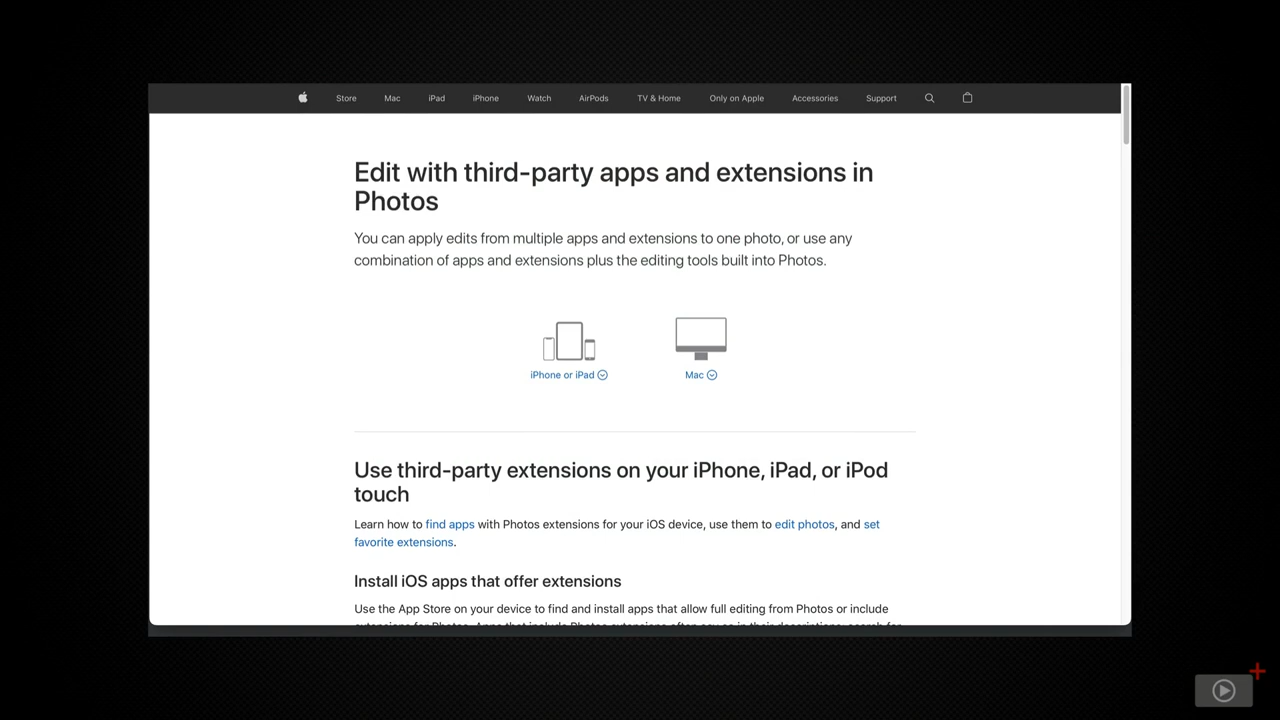 Store Mac iPad iPhone Watch AirPods TV & Home Only on Apple Accessories Support
Edit with third-party apps and extensions in
Photos
You can apply edits from multiple apps and extensions to one photo, or use any
combination of apps and extensions plus the editing tools built into Photos.
iPhone or iPad Mac
Use third-party extensions on your iPhone, iPad, or iPod
touch
Learn how to find apps with Photos extensions for your iOS device, use them to edit photos, and set
favorite extensions.
Install iOS apps that offer extensions
Use the App Store on your device to find and install apps that allow full editing from Photos or include